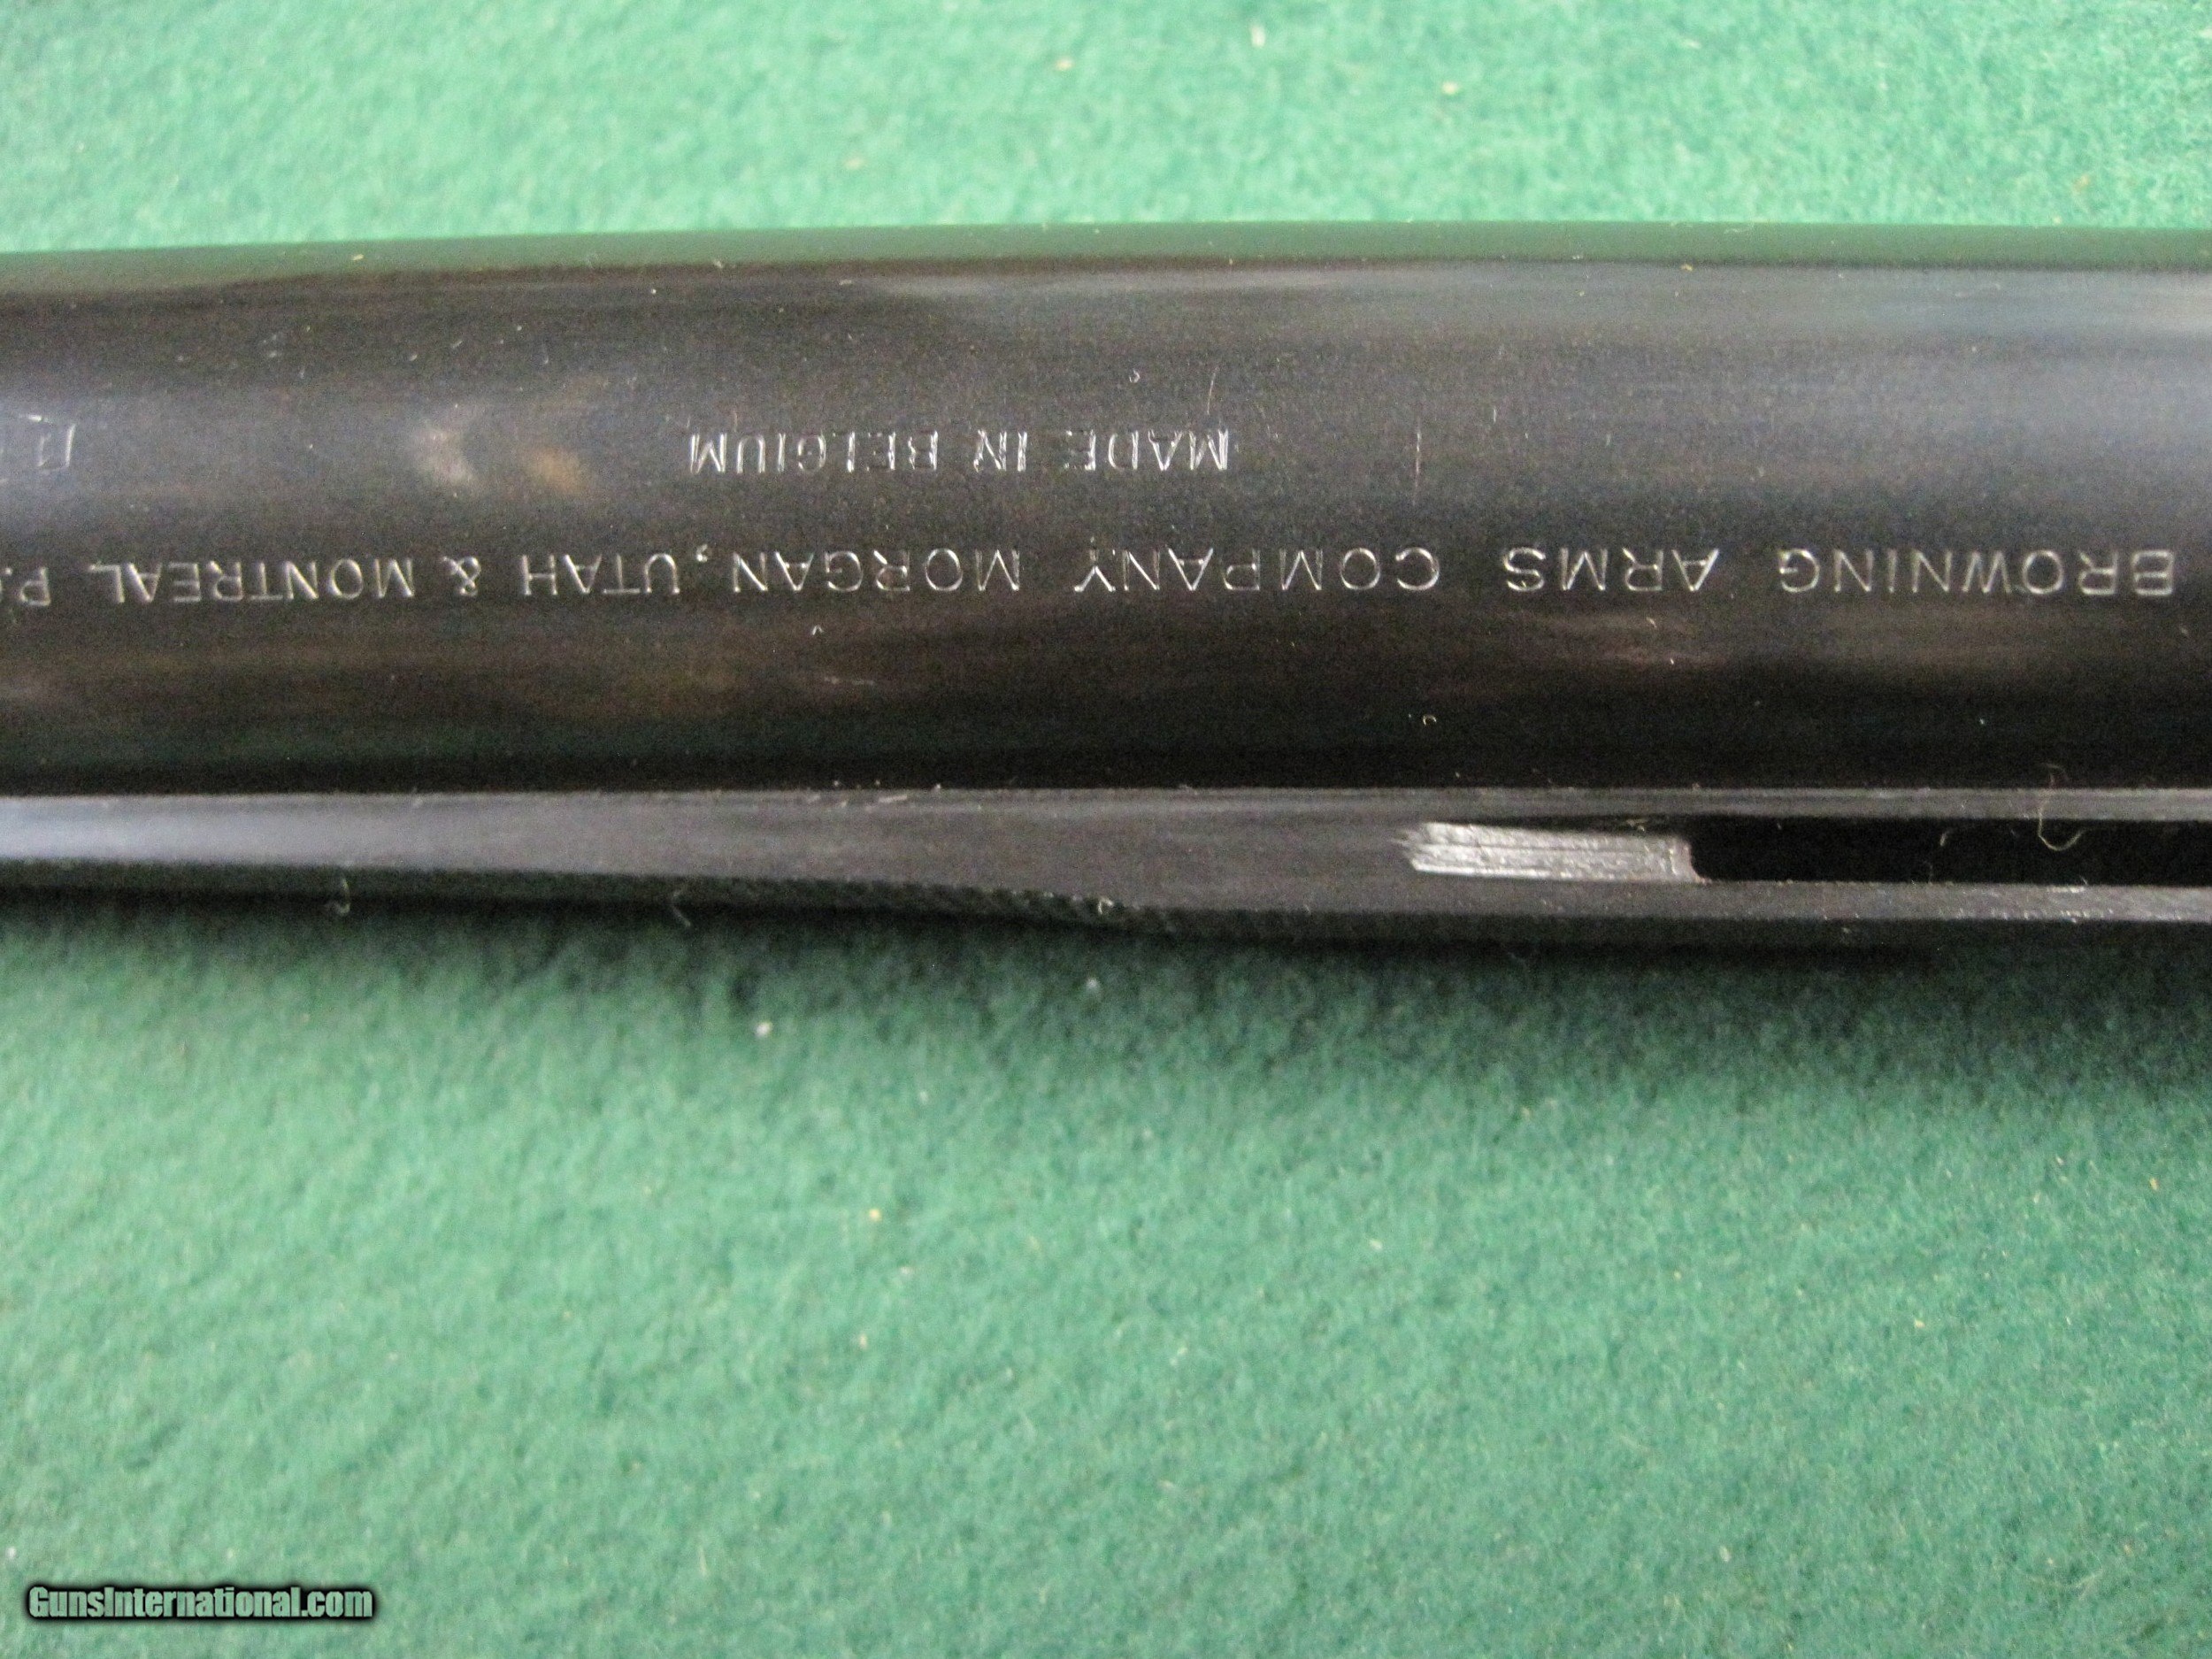 BROWNING ARMS COMPANY MORGAN, UTAH & MONTREAL P.
MADE IN BELGIUM
GunsInternational.com